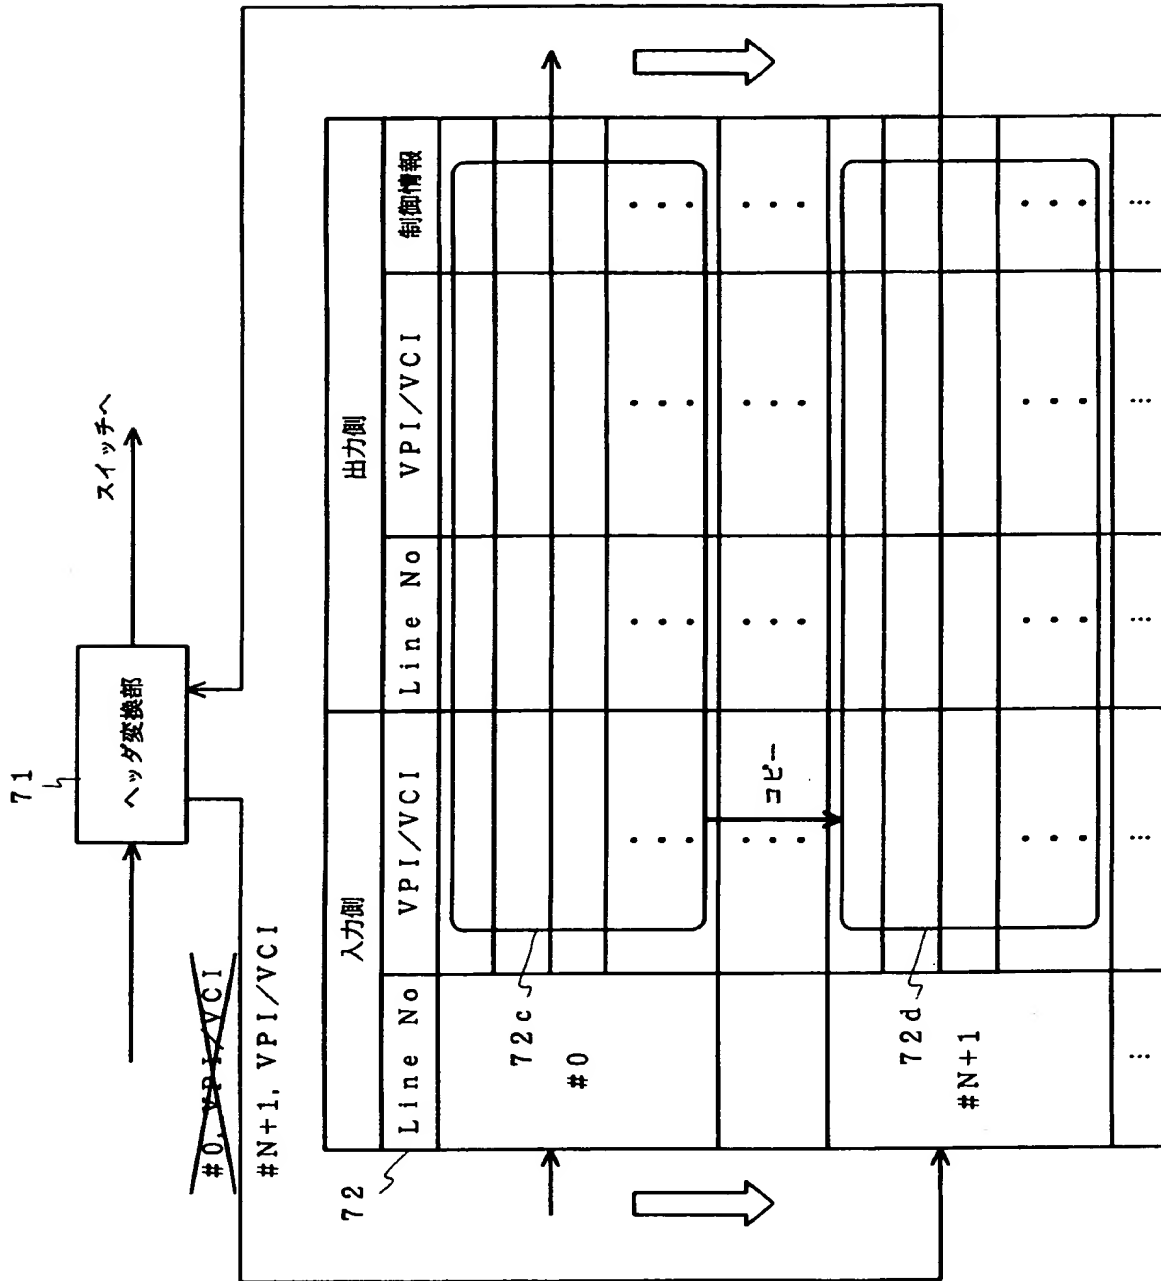 71
ヘッダ変換部
スイッチへ
#0, VPI/VCI
#N+1, VPI/VCI
72
入力側
出力側
Line No
VPI/VCI
Line No
VPI/VCI
制御情報
72c
#0
コピー
72d
#N+1